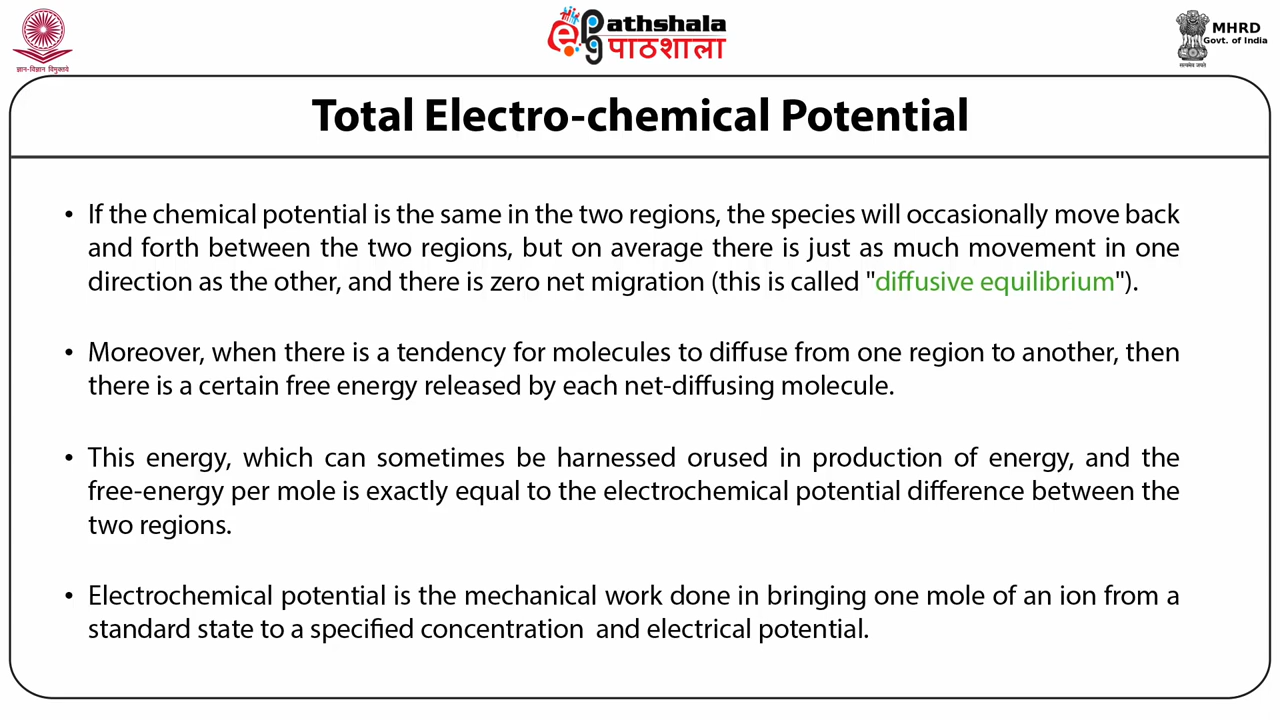 ज्ञान-विज्ञान विमुक्तये
ePG Pathshala
पाठशाला
MHRD
Govt. of India
सत्यमेव जयते
Total Electro-chemical Potential
• If the chemical potential is the same in the two regions, the species will occasionally move back
and forth between the two regions, but on average there is just as much movement in one
direction as the other, and there is zero net migration (this is called "diffusive equilibrium").
• Moreover, when there is a tendency for molecules to diffuse from one region to another, then
there is a certain free energy released by each net-diffusing molecule.
• This energy, which can sometimes be harnessed orused in production of energy, and the
free-energy per mole is exactly equal to the electrochemical potential difference between the
two regions.
• Electrochemical potential is the mechanical work done in bringing one mole of an ion from a
standard state to a specified concentration  and electrical potential.